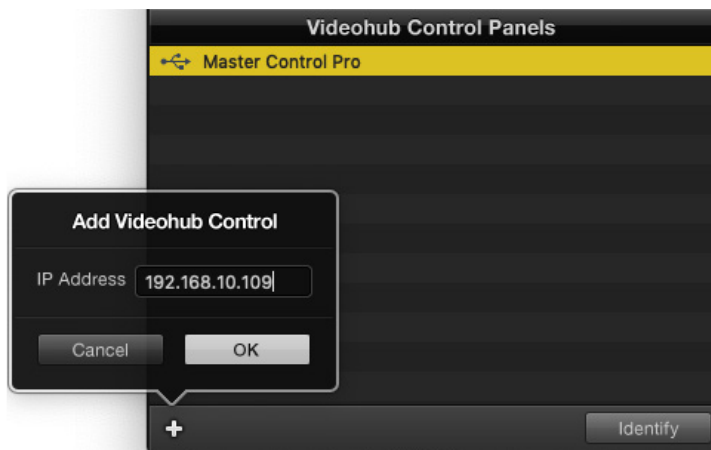 Videohub Control Panels
Master Control Pro
Add Videohub Control
IP Address 192.168.10.109
Cancel OK
+ Identify